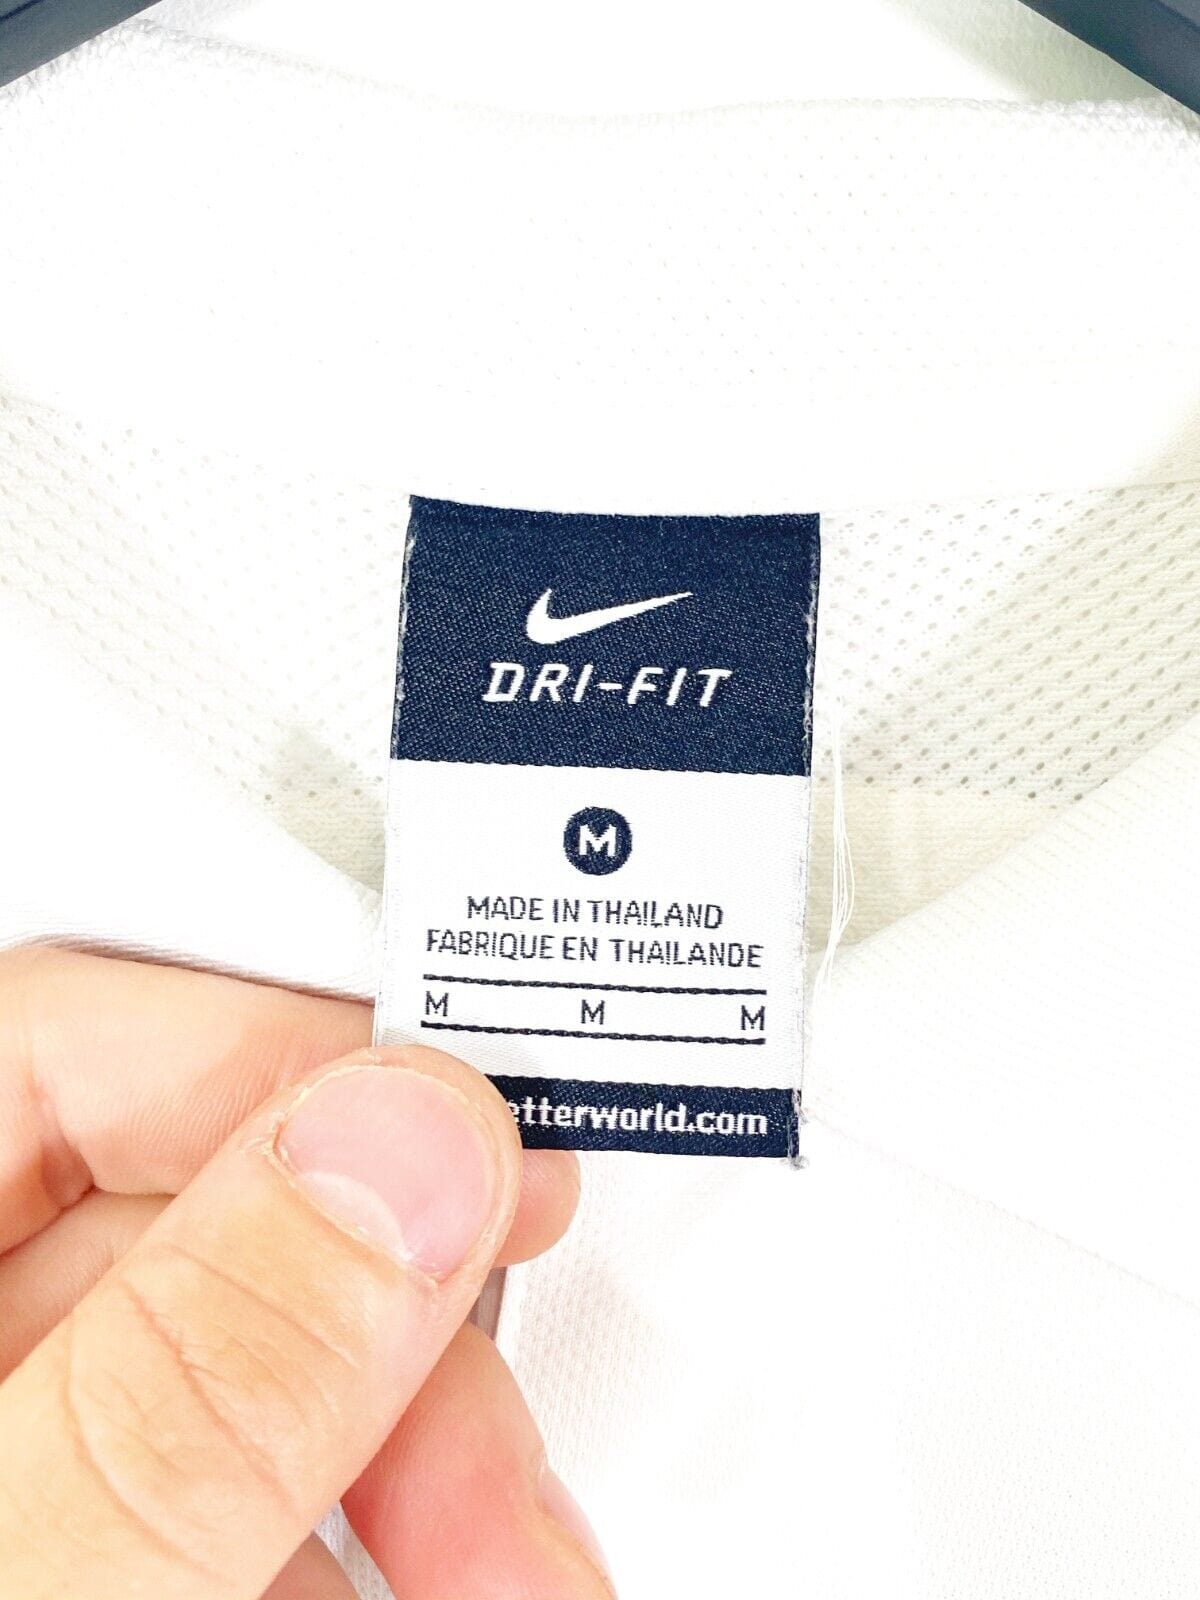 DRI-FIT
M
MADE IN THAILAND
FABRIQUE EN THAILANDE
M M M
etterworld.com